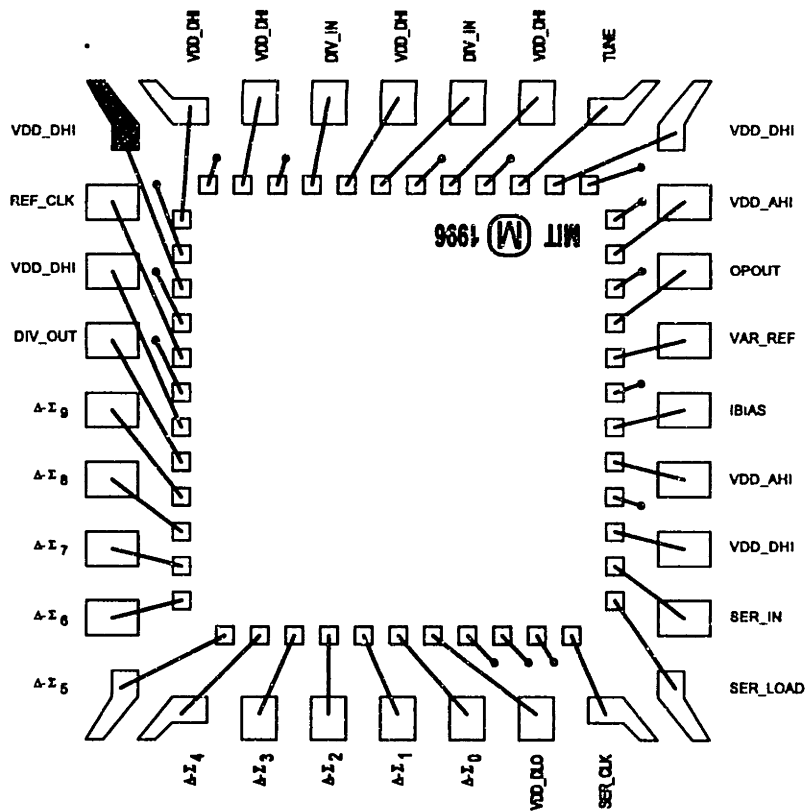 VDD_DHI
VDD_DHI
DIV_IN
VDD_DHI
DIV_IN
VDD_DHI
TUNE
VDD_DHI
REF_CLK
VDD_DHI
DIV_OUT
Δ-Σ9
Δ-Σ8
Δ-Σ7
Δ-Σ6
Δ-Σ5
MIT M 1996
VDD_DHI
VDD_AHI
OPOUT
VAR_REF
IBIAS
VDD_AHI
VDD_DHI
SER_IN
SER_LOAD
Δ-Σ4
Δ-Σ3
Δ-Σ2
Δ-Σ1
Δ-Σ0
VDD_DLO
SER_CLK